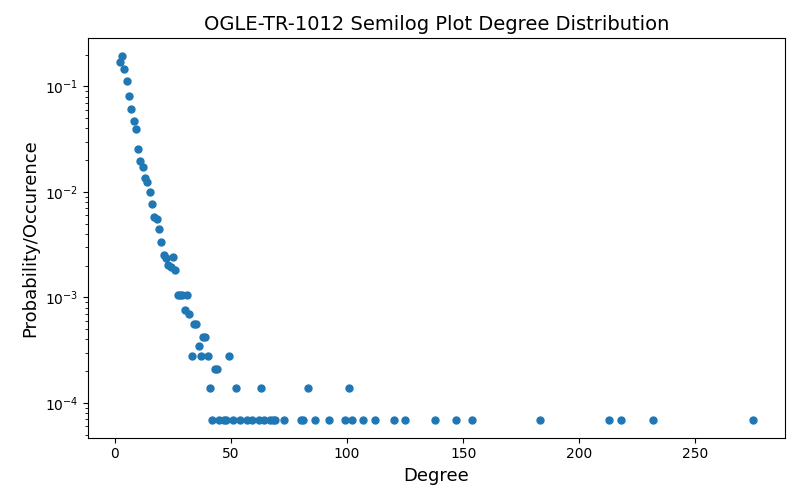 OGLE-TR-1012 Semilog Plot Degree Distribution
Probability/Occurence
10⁻¹
10⁻²
10⁻³
10⁻⁴
0 50 100 150 200 250
Degree